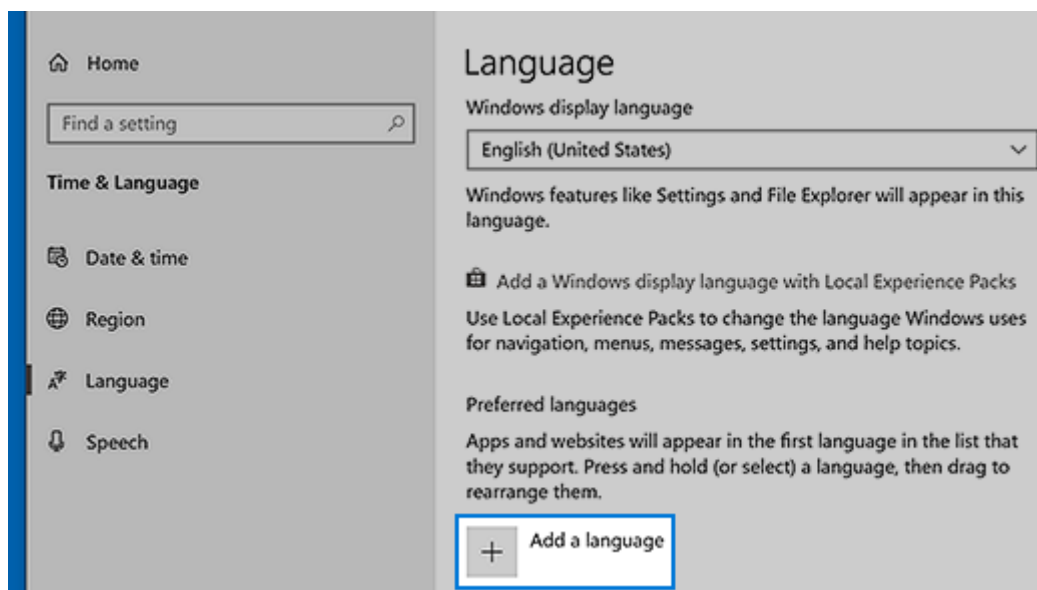 Home
Find a setting
Time & Language
Date & time
Region
Language
Speech
Language
Windows display language
English (United States)
Windows features like Settings and File Explorer will appear in this
language.
Add a Windows display language with Local Experience Packs
Use Local Experience Packs to change the language Windows uses
for navigation, menus, messages, settings, and help topics.
Preferred languages
Apps and websites will appear in the first language in the list that
they support. Press and hold (or select) a language, then drag to
rearrange them.
Add a language